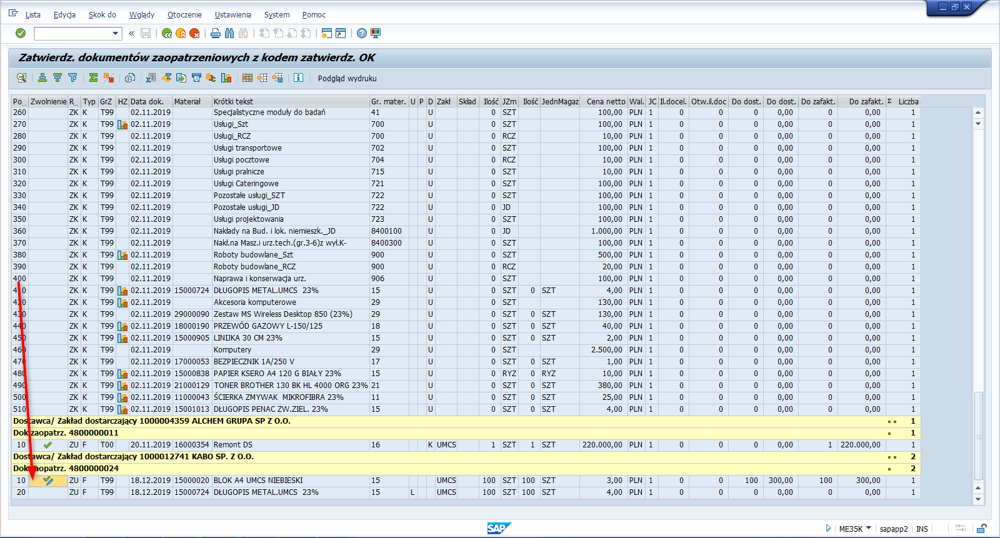 Lista Edycja Skok do Wglądy Otoczenie Ustawienia System Pomoc
Zatwierdz. dokumentów zaopatrzeniowych z kodem zatwierdz. OK
Podgląd wydruku
Po... Zwolnienie R... Typ GrZ HZ Data dok. Materiał Krótki tekst Gr. mater. U P D Zakł Skład Ilość JZm Ilość JednMagaz Cena netto Wal. JC Il.docel. Otw.il.doc Do dost. Do dost. Do zafakt. Do zafakt. Σ Liczba
260 ZK K T99 02.11.2019 Specjalistyczne moduły do badań 41 U 0 SZT 100,00 PLN 1 0 0 0 0,00 0 0,00 1
270 ZK K T99 02.11.2019 Usługi_Szt 700 U 0 SZT 100,00 PLN 1 0 0 0 0,00 0 0,00 1
280 ZK K T99 02.11.2019 Usługi_RCZ 700 U 0 RCZ 10,00 PLN 1 0 0 0 0,00 0 0,00 1
290 ZK K T99 02.11.2019 Usługi transportowe 702 U 0 SZT 100,00 PLN 1 0 0 0 0,00 0 0,00 1
300 ZK K T99 02.11.2019 Usługi pocztowe 704 U 0 RCZ 10,00 PLN 1 0 0 0 0,00 0 0,00 1
310 ZK K T99 02.11.2019 Usługi pralnicze 715 U 0 SZT 10,00 PLN 1 0 0 0 0,00 0 0,00 1
320 ZK K T99 02.11.2019 Usługi Cateringowe 721 U 0 SZT 100,00 PLN 1 0 0 0 0,00 0 0,00 1
330 ZK K T99 02.11.2019 Pozostałe usługi_SZT 722 U 0 SZT 100,00 PLN 1 0 0 0 0,00 0 0,00 1
340 ZK K T99 02.11.2019 Pozostałe usługi_JD 722 U 0 JD 100,00 PLN 1 0 0 0 0,00 0 0,00 1
350 ZK K T99 02.11.2019 Usługi projektowania 723 U 0 SZT 100,00 PLN 1 0 0 0 0,00 0 0,00 1
360 ZK K T99 02.11.2019 Nakłady na Bud. i lok. niemieszk._JD 8400100 U 0 JD 1.000,00 PLN 1 0 0 0 0,00 0 0,00 1
370 ZK K T99 02.11.2019 Nakł.na Masz.i urz.tech.(gr.3-6)z wył.K- 8400300 U 0 SZT 100,00 PLN 1 0 0 0 0,00 0 0,00 1
380 ZK K T99 02.11.2019 Roboty budowlane_Szt 900 U 0 SZT 500,00 PLN 1 0 0 0 0,00 0 0,00 1
390 ZK K T99 02.11.2019 Roboty budowlane_RCZ 900 U 0 RCZ 20,00 PLN 1 0 0 0 0,00 0 0,00 1
400 ZK K T99 02.11.2019 Naprawa i konserwacja urz. 906 U 0 SZT 100,00 PLN 1 0 0 0 0,00 0 0,00 1
410 ZK K T99 02.11.2019 15000724 DŁUGOPIS METAL.UMCS 23% 15 U 0 SZT 0 SZT 4,00 PLN 1 0 0 0 0,00 0 0,00 1
420 ZK K T99 02.11.2019 Akcesoria komputerowe 29 U 0 SZT 130,00 PLN 1 0 0 0 0,00 0 0,00 1
430 ZK K T99 02.11.2019 29000090 Zestaw MS Wireless Desktop 850 (23%) 29 U 0 SZT 0 SZT 130,00 PLN 1 0 0 0 0,00 0 0,00 1
440 ZK K T99 02.11.2019 18000190 PRZEWÓD GAZOWY L-150/125 18 U 0 SZT 0 SZT 40,00 PLN 1 0 0 0 0,00 0 0,00 1
450 ZK K T99 02.11.2019 15000905 LINIJKA 30 CM 23% 15 U 0 SZT 0 SZT 2,00 PLN 1 0 0 0 0,00 0 0,00 1
460 ZK K T99 02.11.2019 Komputery 29 U 0 SZT 2.500,00 PLN 1 0 0 0 0,00 0 0,00 1
470 ZK K T99 02.11.2019 17000053 BEZPIECZNIK 1A/250 V 17 U 0 SZT 0 SZT 1,00 PLN 1 0 0 0 0,00 0 0,00 1
480 ZK K T99 02.11.2019 15000838 PAPIER KSERO A4 120 G BIAŁY 23% 15 U 0 RYZ 0 RYZ 10,00 PLN 1 0 0 0 0,00 0 0,00 1
490 ZK K T99 02.11.2019 21000129 TONER BROTHER 130 BK HL 4000 ORG 23% 21 U 0 SZT 0 SZT 380,00 PLN 1 0 0 0 0,00 0 0,00 1
500 ZK K T99 02.11.2019 11000043 ŚCIERKA ZMYWAK MIKROFIBRA 23% 11 U 0 SZT 0 SZT 25,00 PLN 1 0 0 0 0,00 0 0,00 1
510 ZK K T99 02.11.2019 15001013 DŁUGOPIS PENAC ZW.ZIEL. 23% 15 U 0 SZT 0 SZT 4,00 PLN 1 0 0 0 0,00 0 0,00 1
Dostawca/ Zakład dostarczający 1000004359 ALCHEM GRUPA SP Z O.O. 1
Dok.zaopatrz. 4800000011 1
10 ZU F T00 20.11.2019 16000354 Remont DS 16 K UMCS 1 SZT 1 SZT 220.000,00 PLN 1 0 0 0 0,00 1 220.000,00 1
Dostawca/ Zakład dostarczający 1000012741 KABO SP. Z O.O. 2
Dok.zaopatrz. 4800000024 2
10 ZU F T99 18.12.2019 15000020 BLOK A4 UMCS NIEBIESKI 15 UMCS 100 SZT 100 SZT 3,00 PLN 1 0 0 100 300,00 100 300,00 1
20 ZU F T99 18.12.2019 15000724 DŁUGOPIS METAL.UMCS 23% 15 L UMCS 100 SZT 100 SZT 4,00 PLN 1 0 0 0 0,00 0 0,00 1
SAP ME35K sapapp2 INS